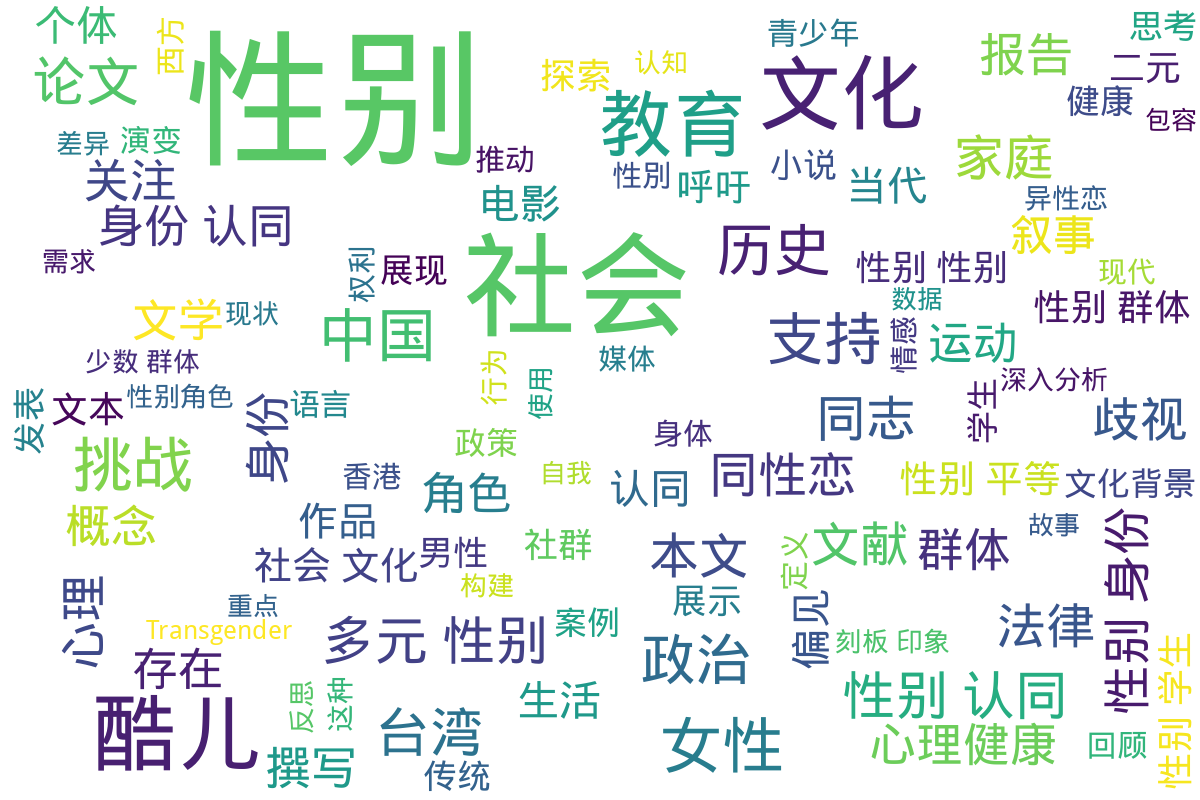 个体
西方
性别
论文
差异
演变
关注
身份 认同
需求
文学
现状
少数 群体
性别角色
发表
文本
挑战
概念
身份
语言
中国
权利
展现
推动
电影
社会
探索
认知
教育
性別
呼吁
青少年
文化
小说
当代
历史
报告
思考
二元
健康
包容
家庭
异性恋
叙事
性别 性别
数据
现代
性别 群体
支持
情感
运动
深入分析
学生
同志
歧视
媒体
行为
使用
政策
身体
自我
认同
同性恋
性别 平等
文化背景
香港
角色
作品
社会 文化
男性
社群
构建
本文
展示
定义
文献
群体
故事
性别 身份
心理
重点
Transgender
存在
多元 性别
案例
政治
偏见
刻板 印象
法律
酷儿
反思
这种
撰写
台湾
传统
生活
女性
性别 认同
心理健康
回顾
性别 学生